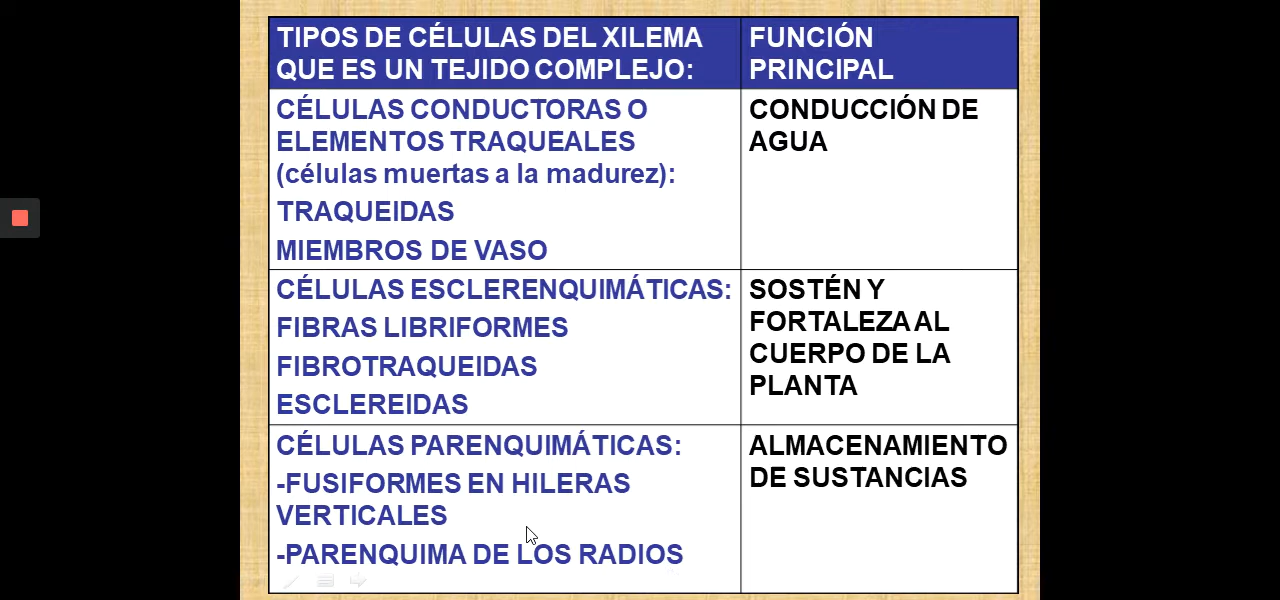 TIPOS DE CÉLULAS DEL XILEMA
QUE ES UN TEJIDO COMPLEJO:
FUNCIÓN
PRINCIPAL
CÉLULAS CONDUCTORAS O
ELEMENTOS TRAQUEALES
(células muertas a la madurez):
TRAQUEIDAS
MIEMBROS DE VASO
CONDUCCIÓN DE
AGUA
CÉLULAS ESCLERENQUIMÁTICAS:
FIBRAS LIBRIFORMES
FIBROTRAQUEIDAS
ESCLEREIDAS
SOSTÉN Y
FORTALEZA AL
CUERPO DE LA
PLANTA
CÉLULAS PARENQUIMÁTICAS:
-FUSIFORMES EN HILERAS
VERTICALES
-PARENQUIMA DE LOS RADIOS
ALMACENAMIENTO
DE SUSTANCIAS